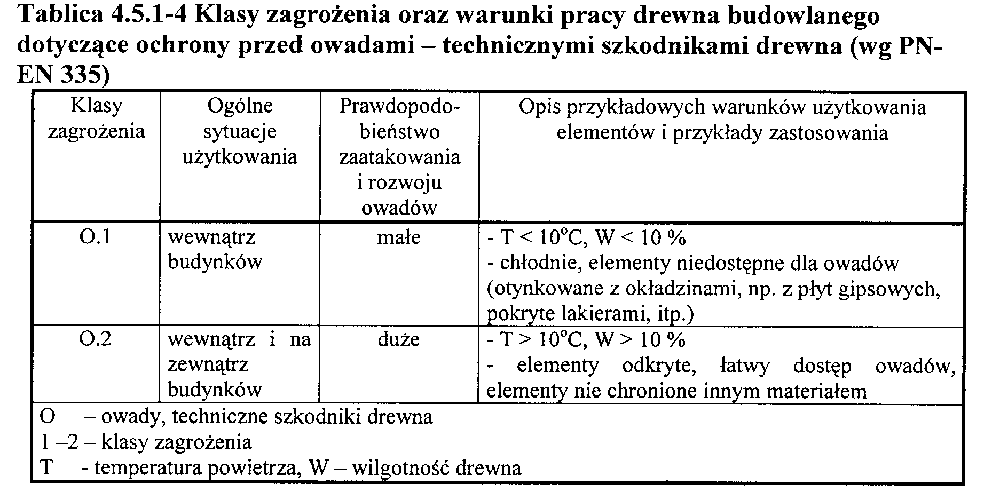 Tablica 4.5.1-4 Klasy zagrożenia oraz warunki pracy drewna budowlanego
dotyczące ochrony przed owadami – technicznymi szkodnikami drewna (wg PN-
EN 335)
Klasy
zagrożenia
Ogólne
sytuacje
użytkowania
Prawdopodo-
bieństwo
zaatakowania
i rozwoju
owadów
Opis przykładowych warunków użytkowania
elementów i przykłady zastosowania
O.1
wewnątrz
budynków
małe
- T < 10°C, W < 10 %
- chłodnie, elementy niedostępne dla owadów
(otynkowane z okładzinami, np. z płyt gipsowych,
pokryte lakierami, itp.)
O.2
wewnątrz i na
zewnątrz
budynków
duże
- T > 10°C, W > 10 %
- elementy odkryte, łatwy dostęp owadów,
elementy nie chronione innym materiałem
O – owady, techniczne szkodniki drewna
1 –2 – klasy zagrożenia
T - temperatura powietrza, W – wilgotność drewna